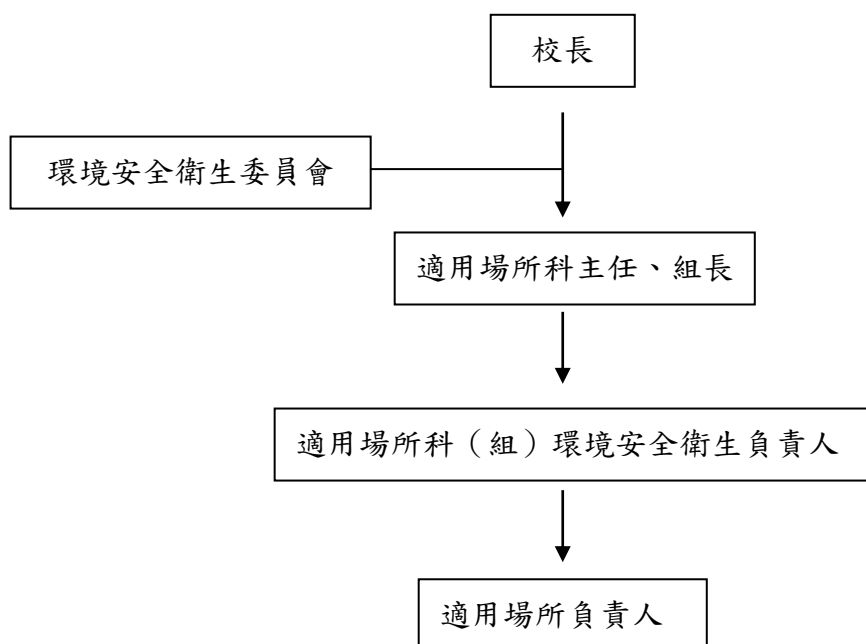 校長
環境安全衛生委員會
適用場所科主任、組長
適用場所科（組）環境安全衛生負責人
適用場所負責人